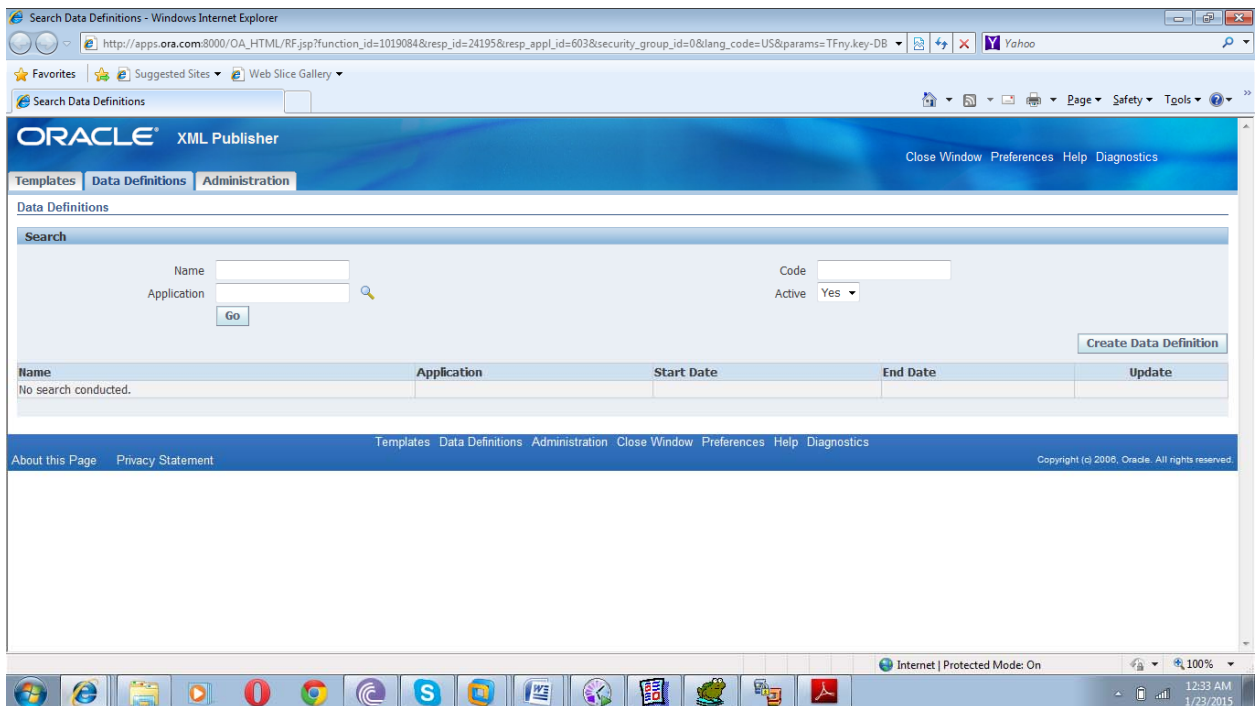 Search Data Definitions - Windows Internet Explorer
http://apps.ora.com:8000/OA_HTML/RF.jsp?function_id=1019084&resp_id=24195&resp_appl_id=603&security_group_id=0&lang_code=US&params=TFny.key-DB
Yahoo
Favorites Suggested Sites Web Slice Gallery
Search Data Definitions
Page Safety Tools
ORACLE XML Publisher
Close Window Preferences Help Diagnostics
Templates Data Definitions Administration
Data Definitions
Search
Name Code
Application Active Yes
Go
Create Data Definition
Name Application Start Date End Date Update
No search conducted.
Templates Data Definitions Administration Close Window Preferences Help Diagnostics
About this Page Privacy Statement Copyright (c) 2006, Oracle. All rights reserved.
Internet | Protected Mode: On 100%
12:33 AM
1/23/2015